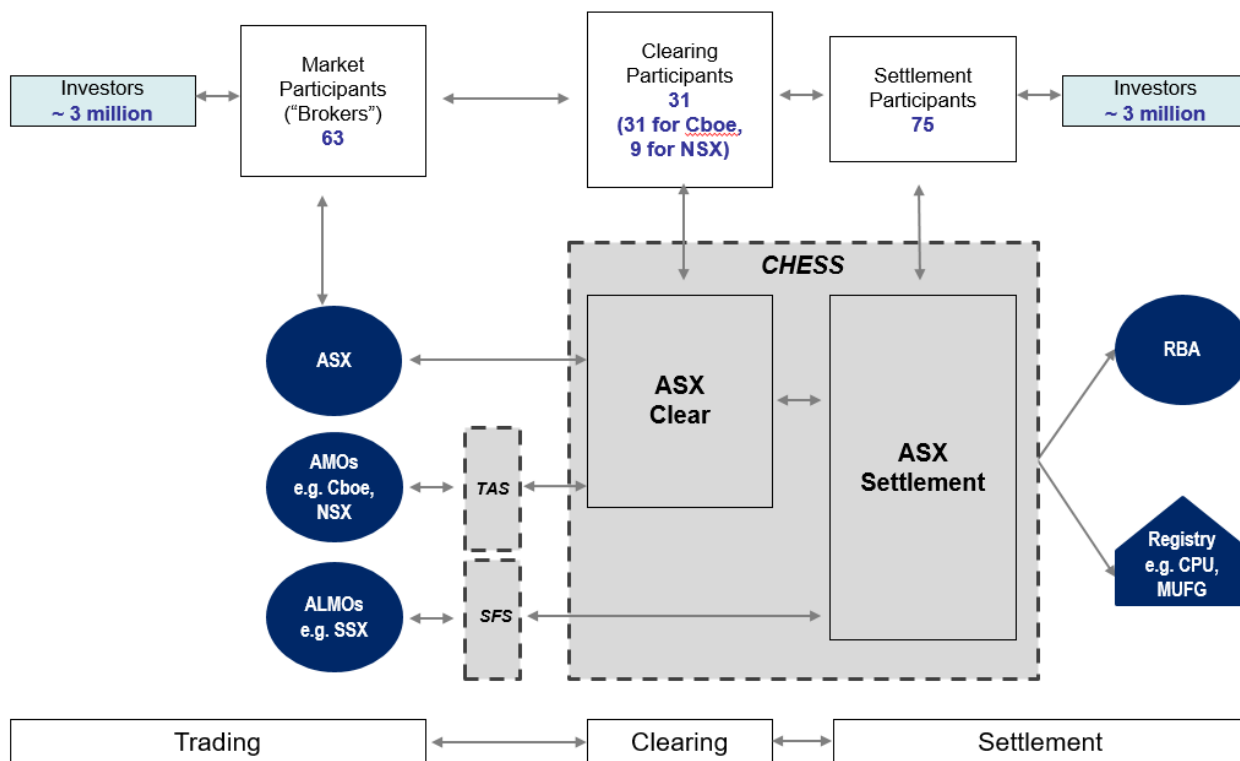 Investors
~ 3 million
Market
Participants
(“Brokers”)
63
Clearing
Participants
31
(31 for Cboe,
9 for NSX)
Settlement
Participants
75
Investors
~ 3 million
CHESS
ASX
ASX
Clear
ASX
Settlement
RBA
AMOs
e.g. Cboe,
NSX
TAS
Registry
e.g. CPU,
MUFG
ALMOs
e.g. SSX
SFS
Trading
Clearing
Settlement